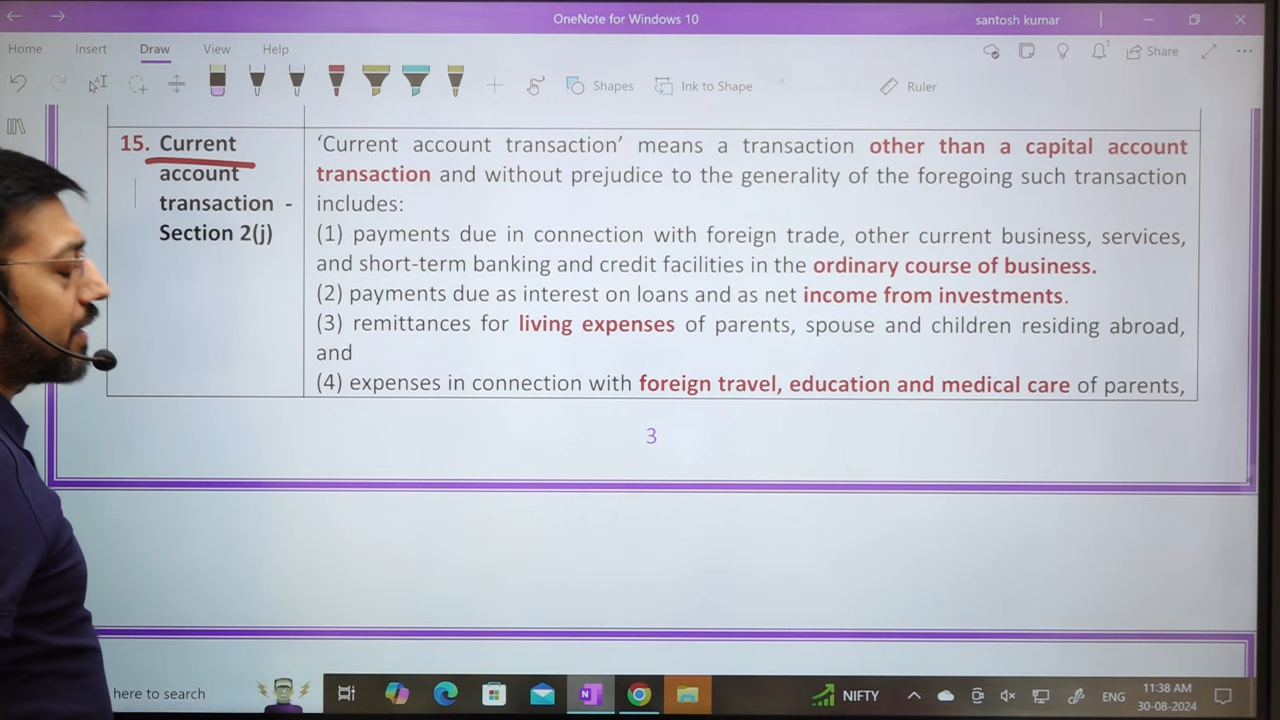 OneNote for Windows 10
santosh kumar
Home Insert Draw View Help
Share
Shapes Ink to Shape Ruler
15. Current account transaction - Section 2(j)
‘Current account transaction’ means a transaction other than a capital account
transaction and without prejudice to the generality of the foregoing such transaction
includes:
(1) payments due in connection with foreign trade, other current business, services,
and short-term banking and credit facilities in the ordinary course of business.
(2) payments due as interest on loans and as net income from investments.
(3) remittances for living expenses of parents, spouse and children residing abroad,
and
(4) expenses in connection with foreign travel, education and medical care of parents,
3
here to search
NIFTY
ENG
11:38 AM
30-08-2024